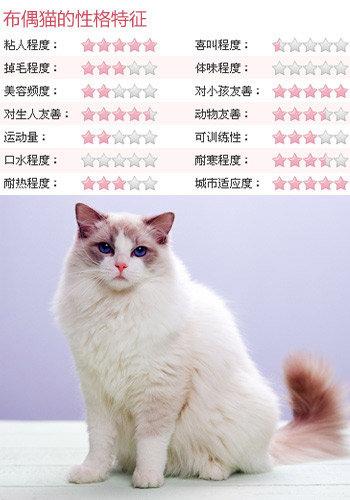 布偶猫的性格特征
粘人程度： 喜叫程度：
掉毛程度： 体味程度：
美容频度： 对小孩友善：
对生人友善： 动物友善：
运动量： 可训练性：
口水程度： 耐寒程度：
耐热程度： 城市适应度：